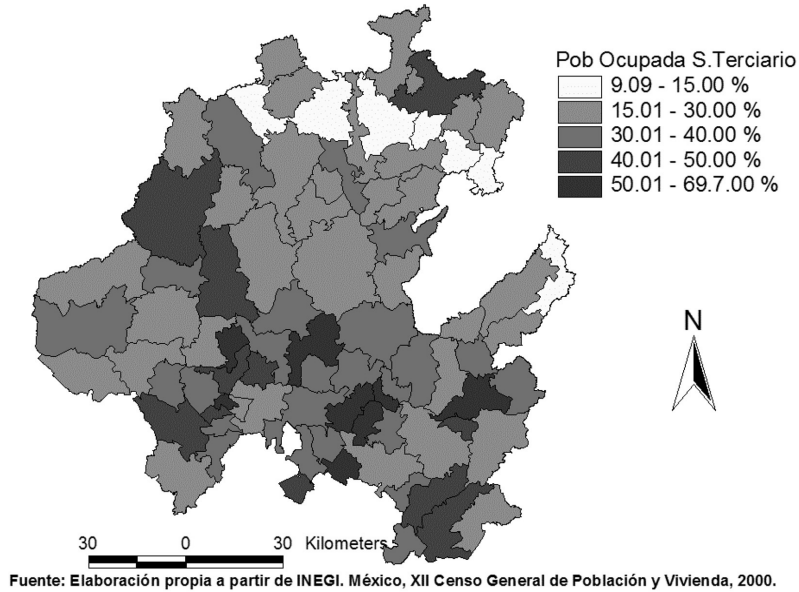 Pob Ocupada S.Terciario
9.09 - 15.00 %
15.01 - 30.00 %
30.01 - 40.00 %
40.01 - 50.00 %
50.01 - 69.7.00 %
N
30 0 30 Kilometers
Fuente: Elaboración propia a partir de INEGI. México, XII Censo General de Población y Vivienda, 2000.